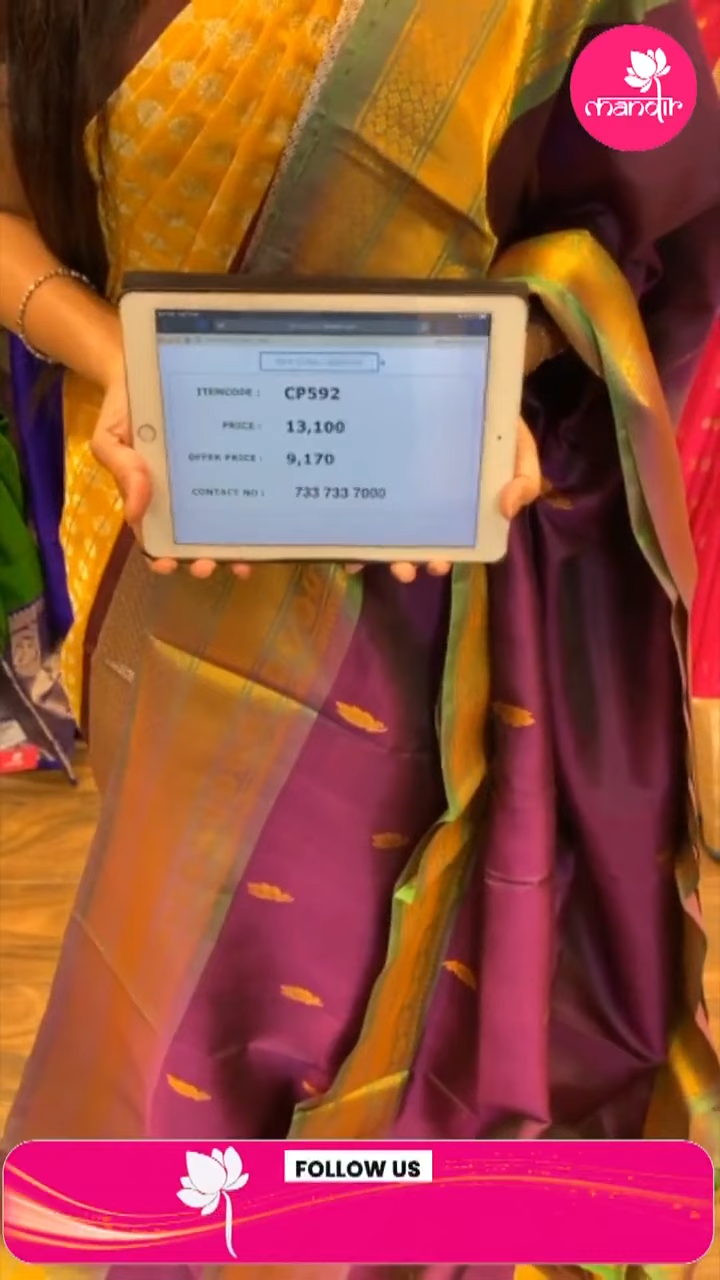 mandir
ITEMCODE : CP592
PRICE : 13,100
OFFER PRICE : 9,170
CONTACT NO : 733 733 7000
FOLLOW US